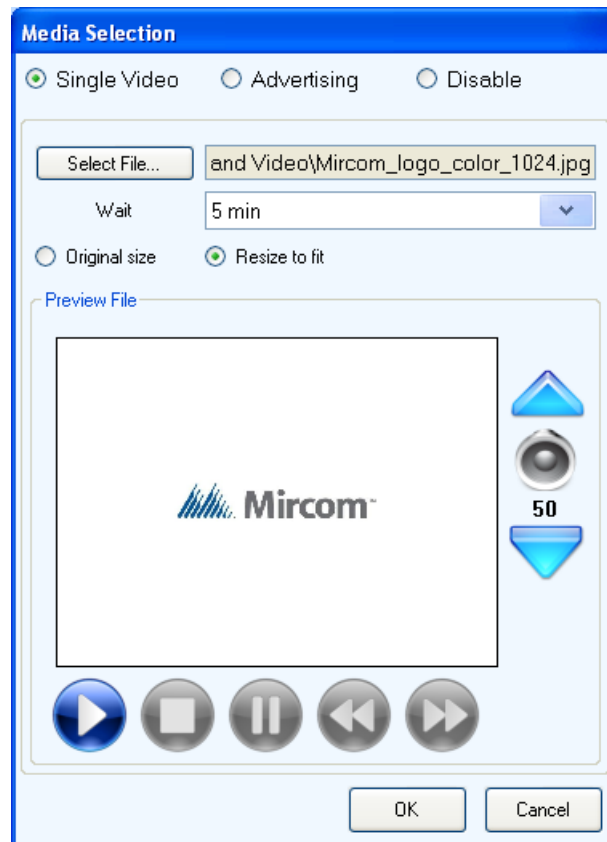 Media Selection
Single Video Advertising Disable
Select File... and Video\Mircom_logo_color_1024.jpg
Wait 5 min
Original size Resize to fit
Preview File
Mircom™
50
OK Cancel